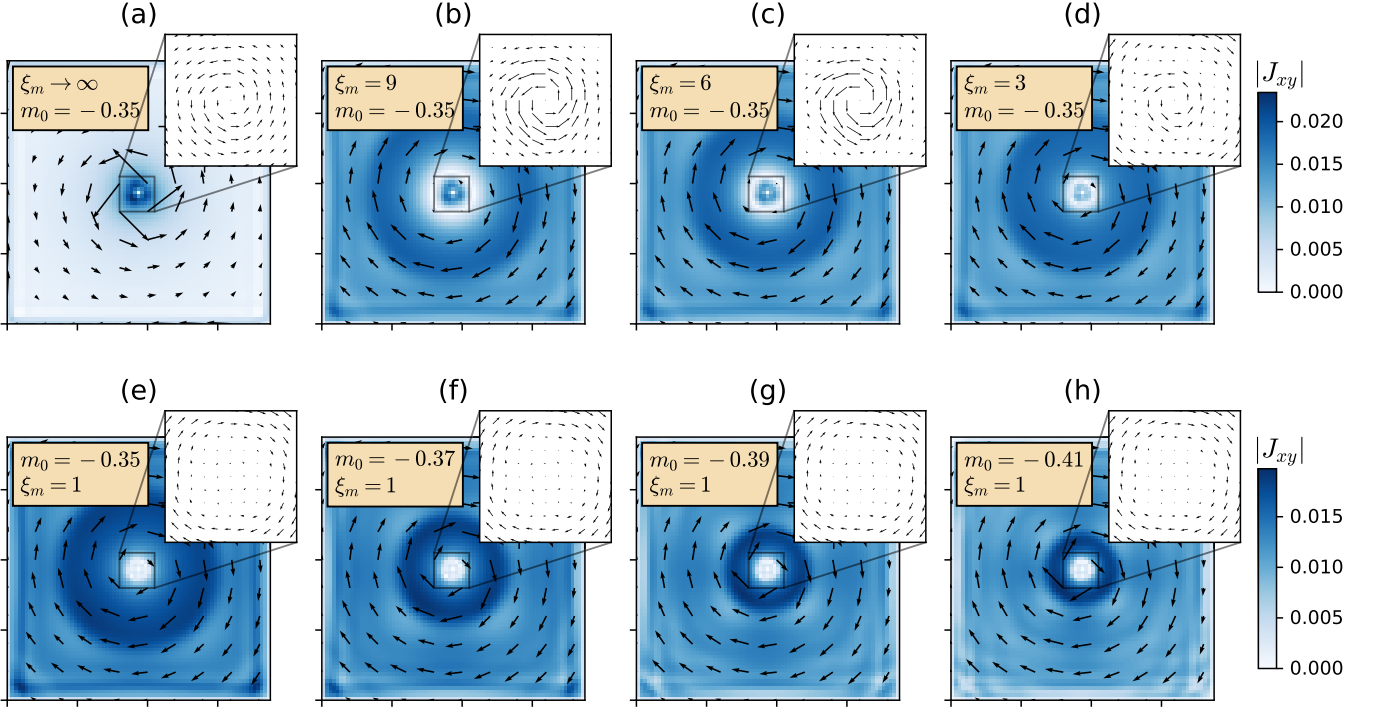 (a) (b) (c) (d)
ξₘ → ∞
m₀ = −0.35
ξₘ = 9
m₀ = −0.35
ξₘ = 6
m₀ = −0.35
ξₘ = 3
m₀ = −0.35
|Jₓᵧ|
0.020
0.015
0.010
0.005
0.000
(e) (f) (g) (h)
m₀ = −0.35
ξₘ = 1
m₀ = −0.37
ξₘ = 1
m₀ = −0.39
ξₘ = 1
m₀ = −0.41
ξₘ = 1
|Jₓᵧ|
0.015
0.010
0.005
0.000